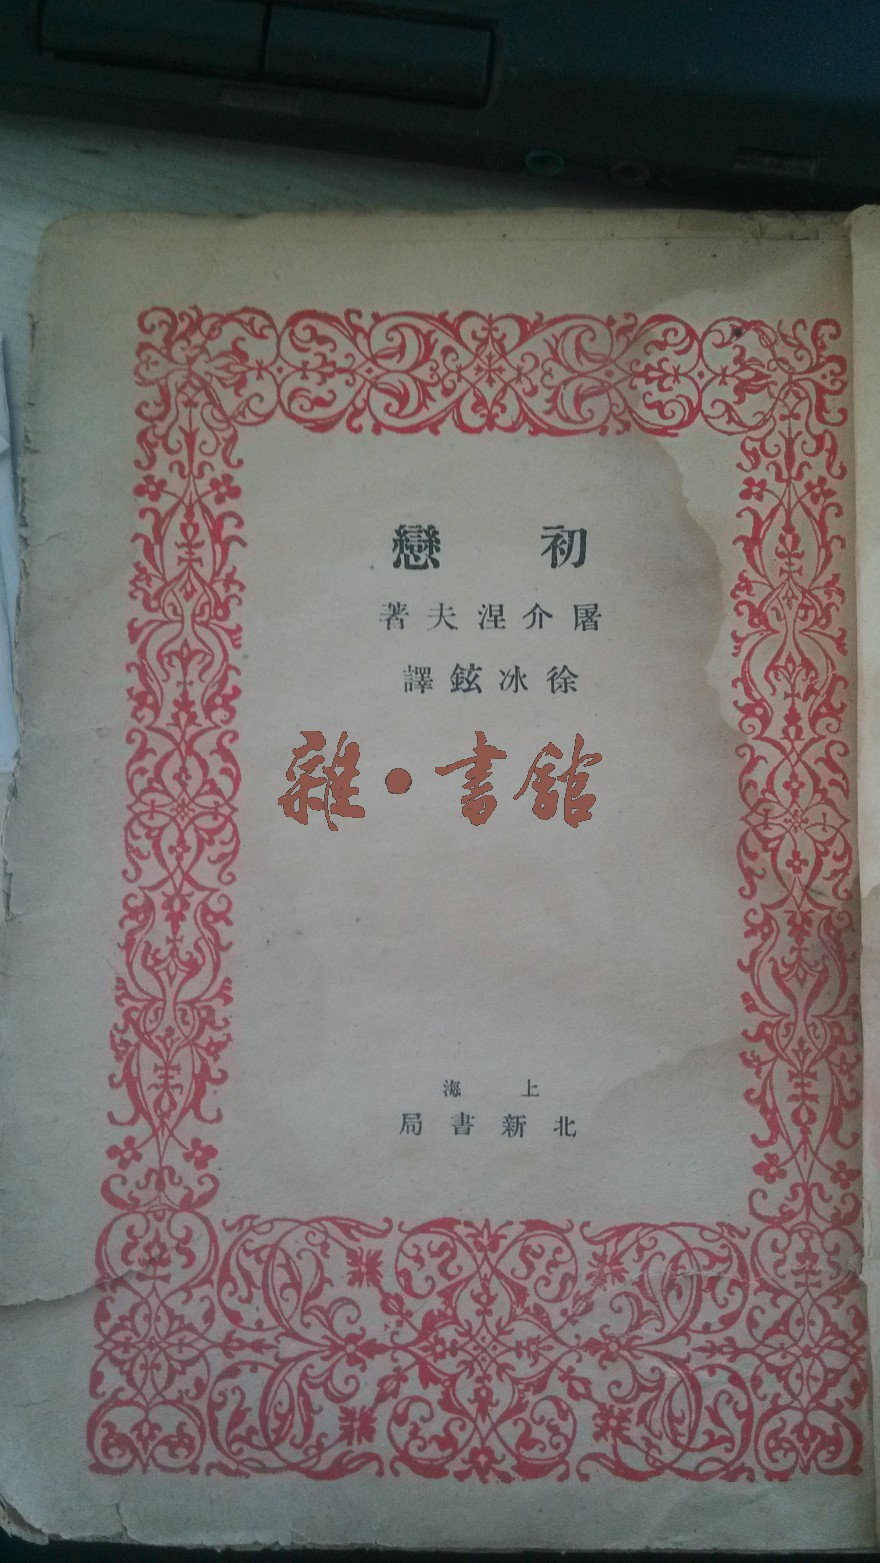 初戀
屠介涅夫著
徐冰鉉譯
雜·書館
上海
北新書局